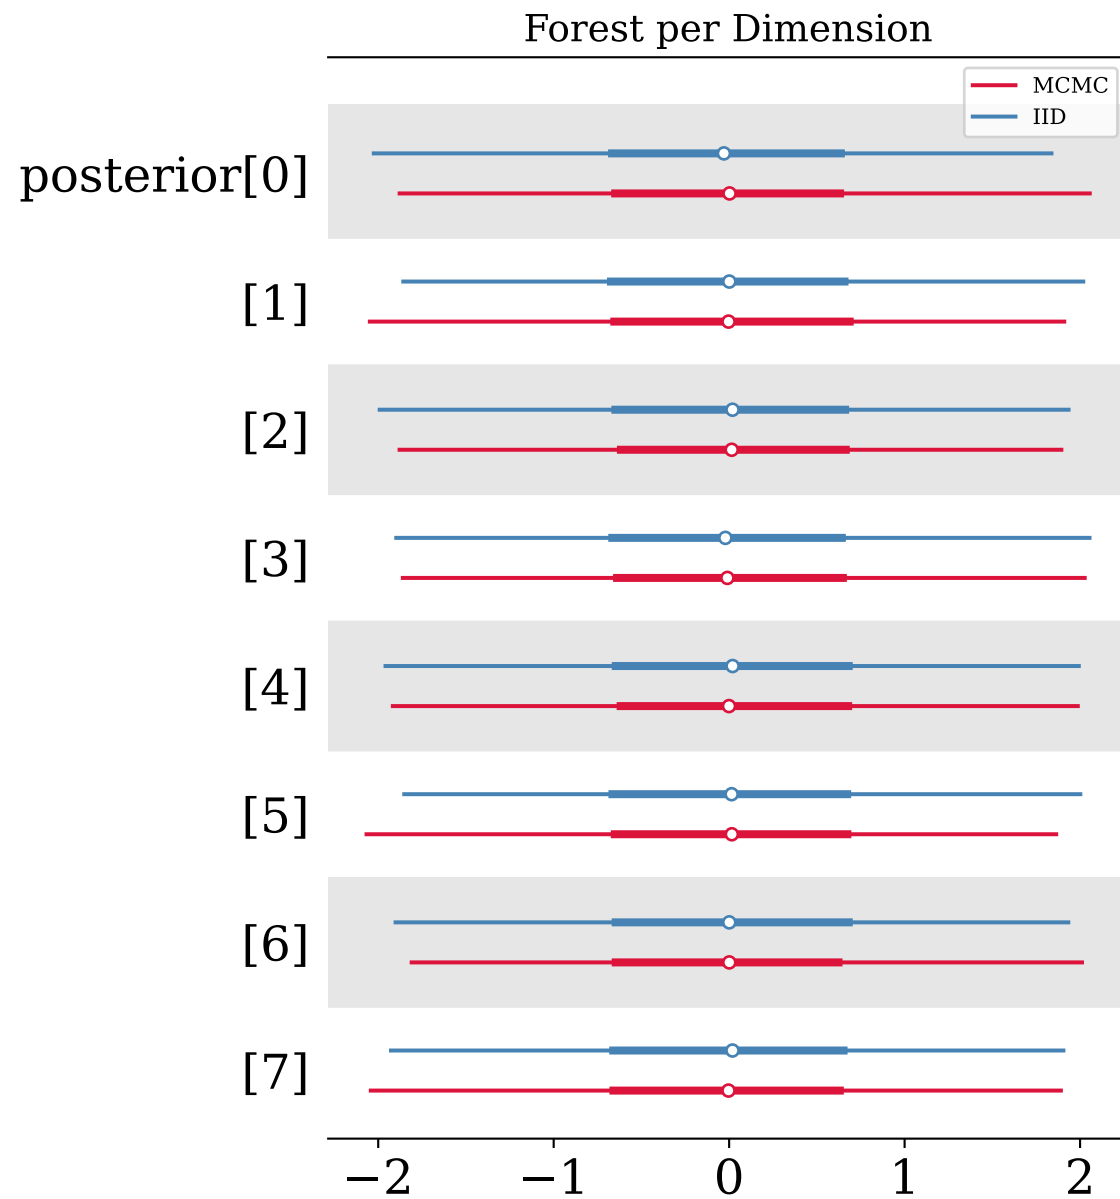 Forest per Dimension
MCMC
IID
posterior[0]
[1]
[2]
[3]
[4]
[5]
[6]
[7]
−2 −1 0 1 2